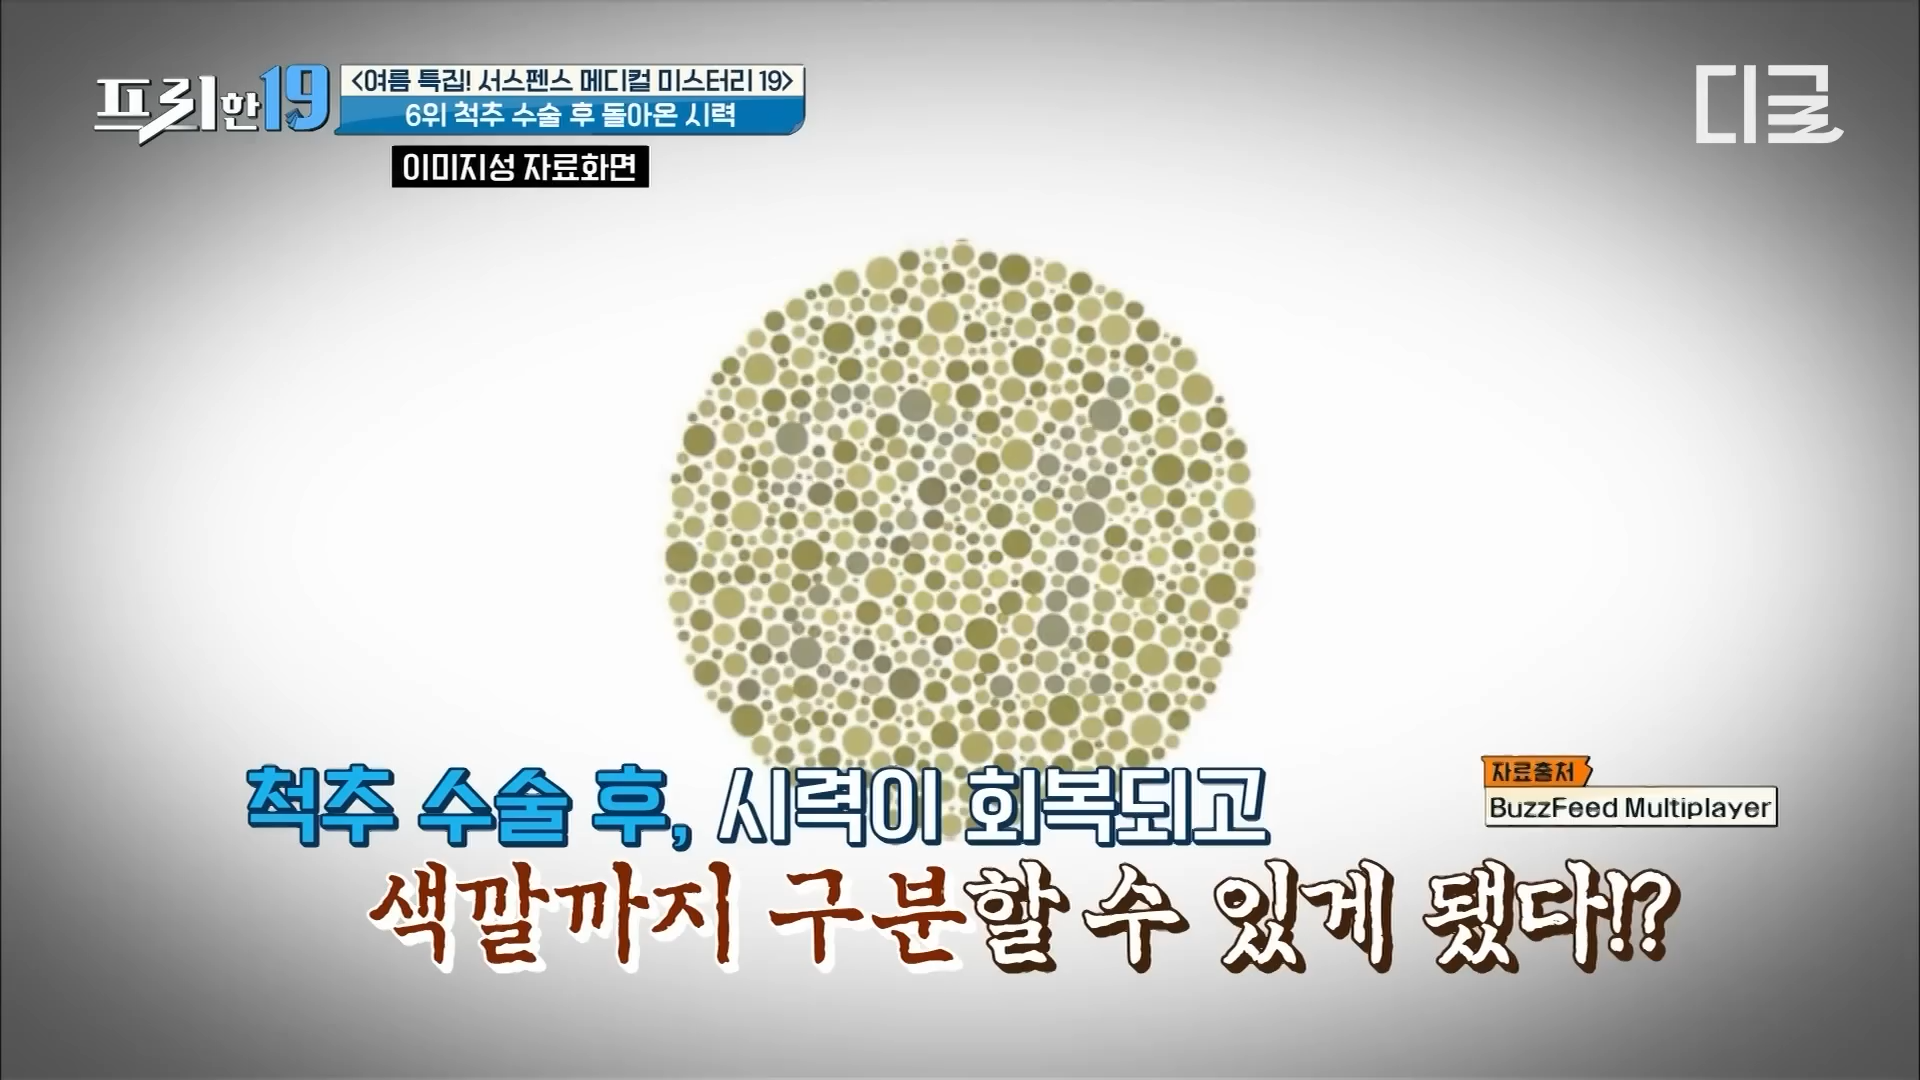 프리한19
<여름 특집! 서스펜스 메디컬 미스터리 19>
6위 척추 수술 후 돌아온 시력
이미지성 자료화면
디글
척추 수술 후, 시력이 회복되고
자료출처
BuzzFeed Multiplayer
색깔까지 구분할 수 있게 됐다!?